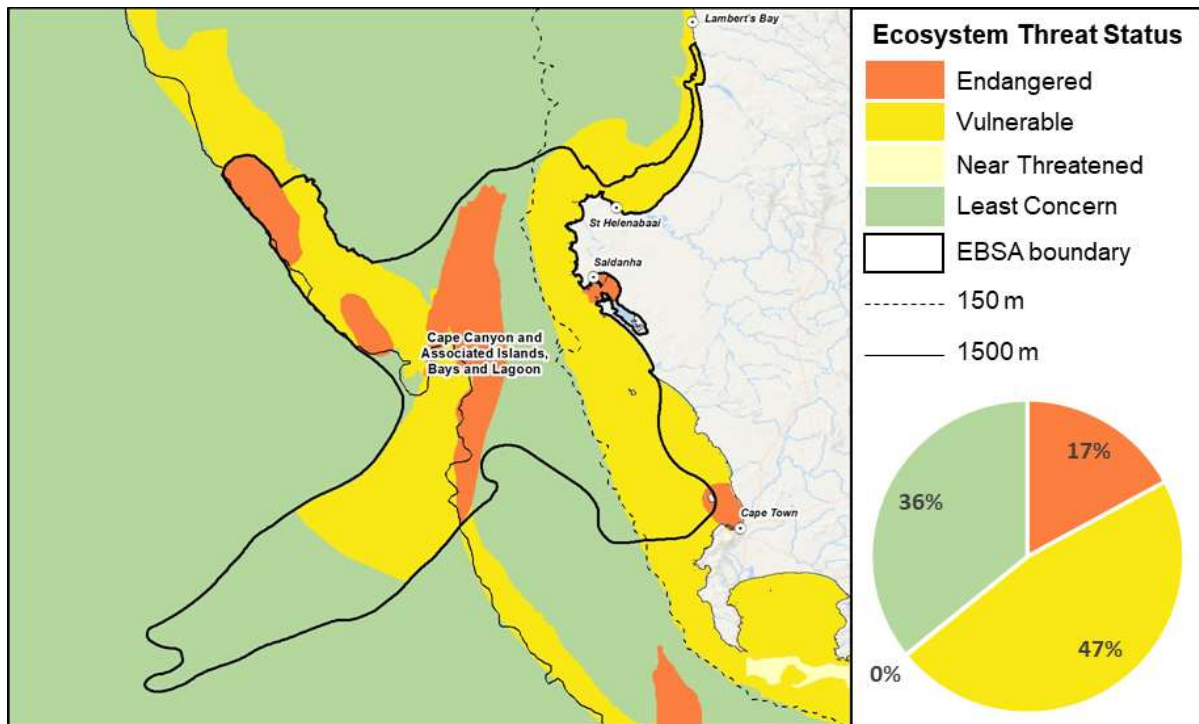 Lambert's Bay
St Helenabaai
Saldanha
Cape Canyon and
Associated Islands,
Bays and Lagoon
Cape Town
Ecosystem Threat Status
Endangered
Vulnerable
Near Threatened
Least Concern
EBSA boundary
150 m
1500 m
17%
36%
47%
0%